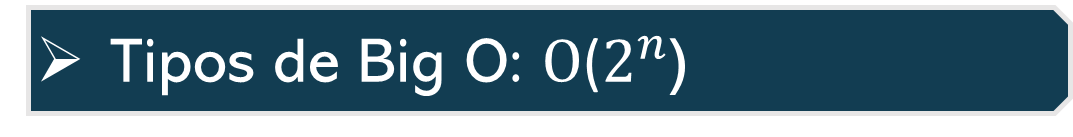 ➢ Tipos de Big O: O(2ⁿ)